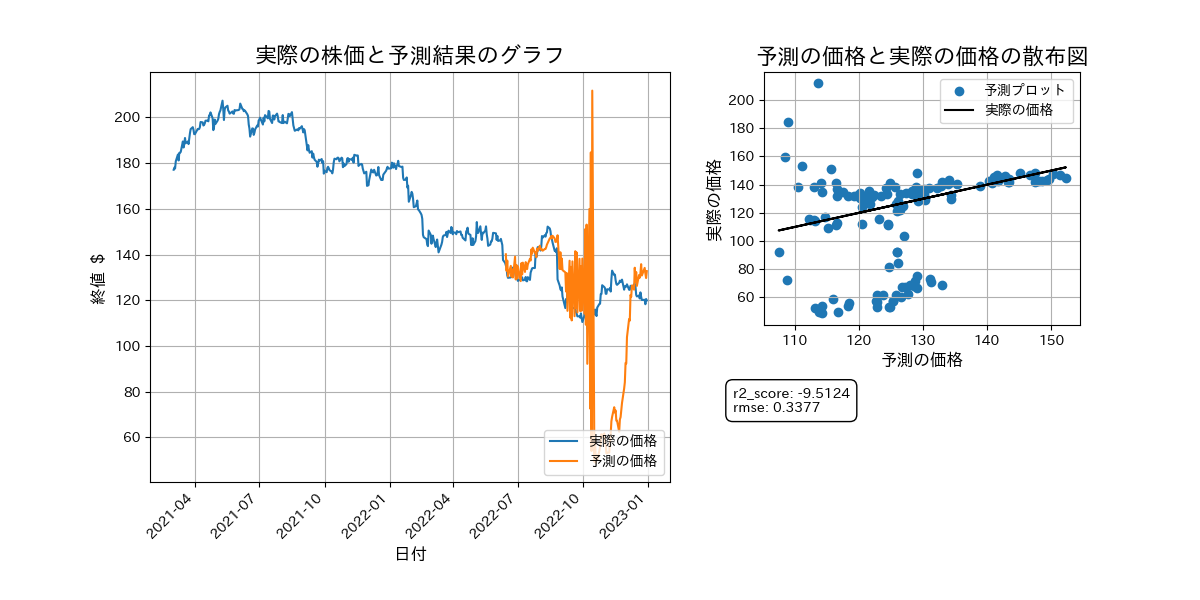 実際の株価と予測結果のグラフ
終値 $
200
180
160
140
120
100
80
60
2021-04
2021-07
2021-10
2022-01
2022-04
2022-07
2022-10
2023-01
日付
実際の価格
予測の価格
予測の価格と実際の価格の散布図
実際の価格
200
180
160
140
120
100
80
60
110
120
130
140
150
予測の価格
予測プロット
実際の価格
r2_score: -9.5124
rmse: 0.3377